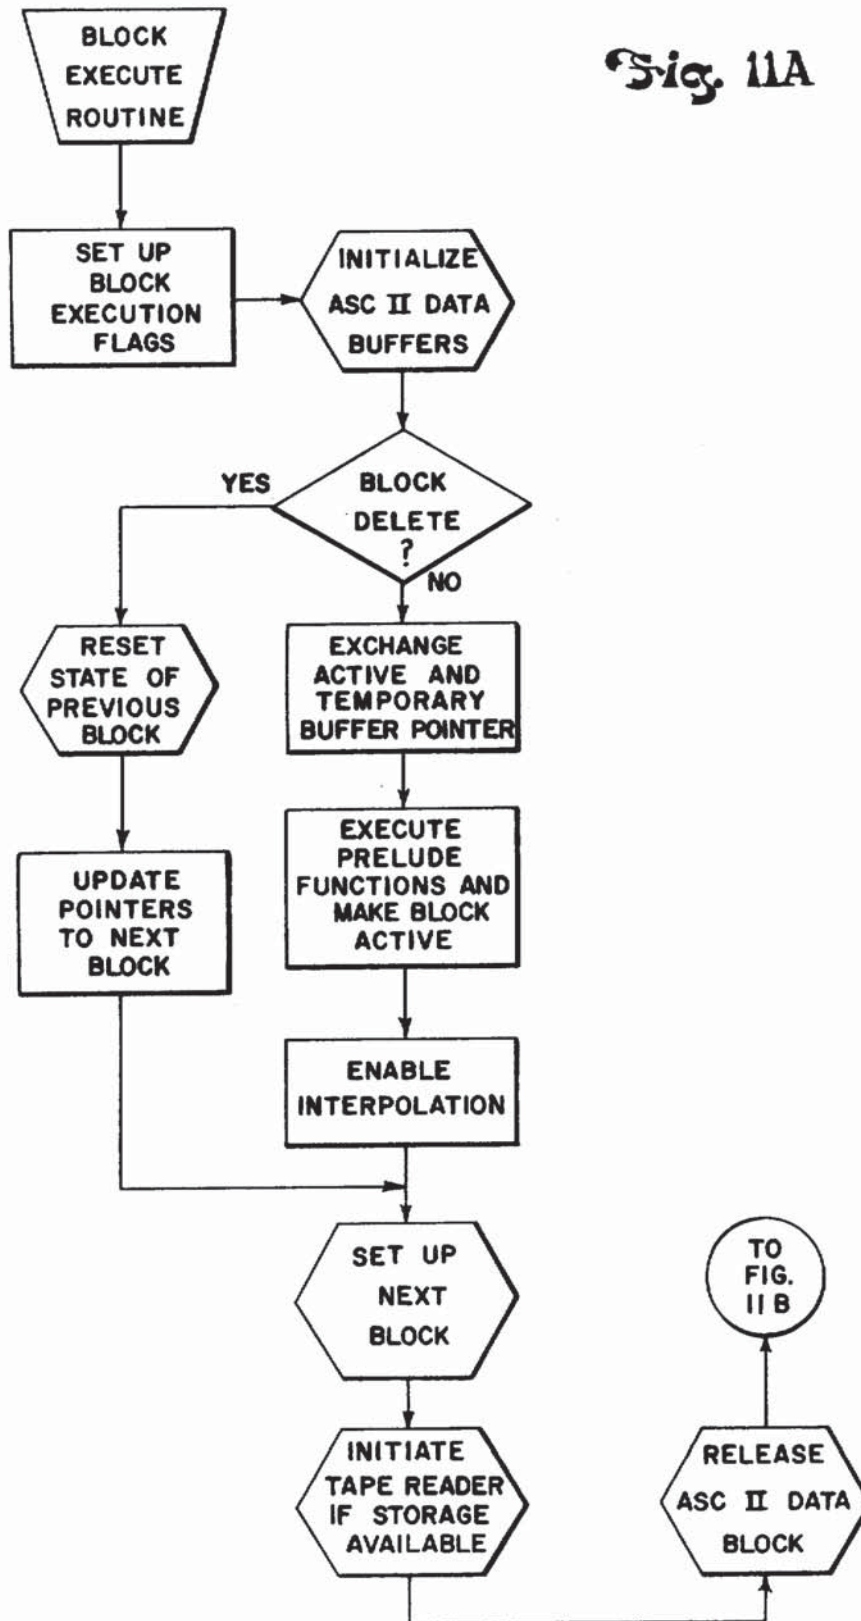 Fig. 11A
BLOCK
EXECUTE
ROUTINE
SET UP
BLOCK
EXECUTION
FLAGS
INITIALIZE
ASC II DATA
BUFFERS
BLOCK
DELETE
?
YES
NO
RESET
STATE OF
PREVIOUS
BLOCK
UPDATE
POINTERS
TO NEXT
BLOCK
EXCHANGE
ACTIVE AND
TEMPORARY
BUFFER POINTER
EXECUTE
PRELUDE
FUNCTIONS AND
MAKE BLOCK
ACTIVE
ENABLE
INTERPOLATION
SET UP
NEXT
BLOCK
INITIATE
TAPE READER
IF STORAGE
AVAILABLE
RELEASE
ASC II DATA
BLOCK
TO
FIG.
11 B